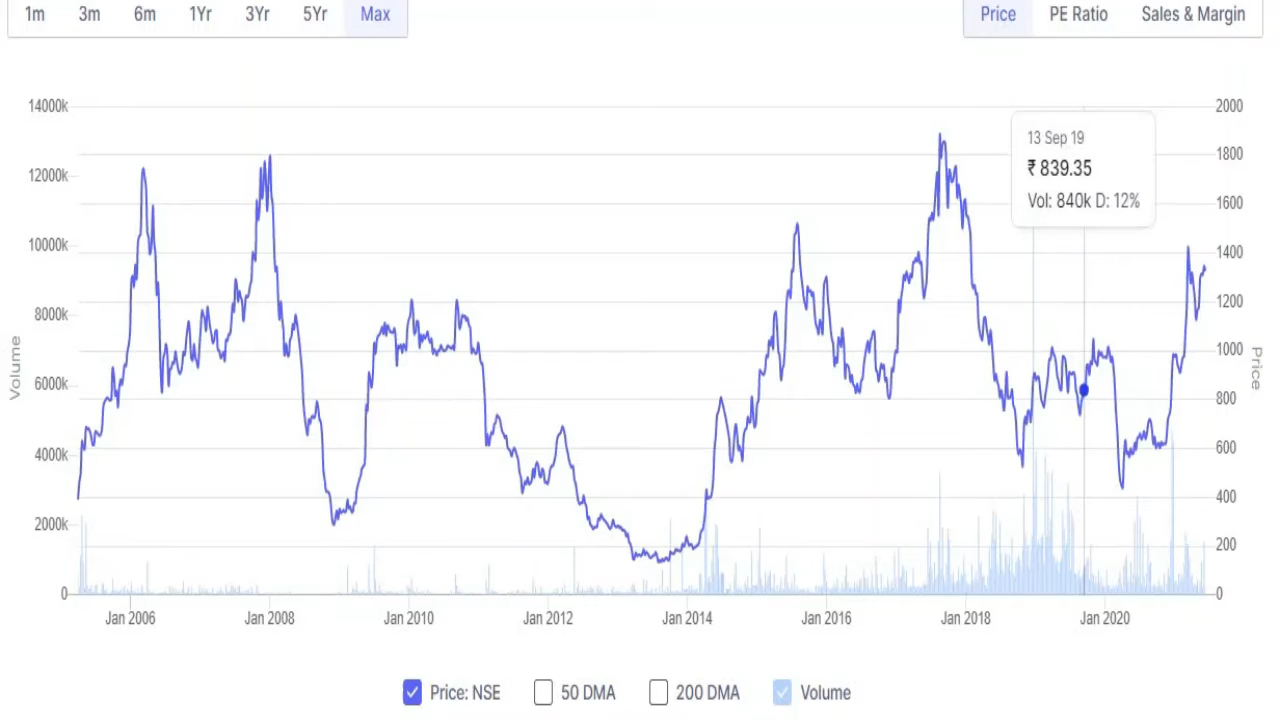 1m 3m 6m 1Yr 3Yr 5Yr Max Price PE Ratio Sales & Margin
14000k 2000
13 Sep 19
1800
₹ 839.35
12000k
Vol: 840k D: 12%
1600
10000k 1400
8000k 1200
Volume
1000
Price
6000k
800
4000k 600
400
2000k
200
0 0
Jan 2006 Jan 2008 Jan 2010 Jan 2012 Jan 2014 Jan 2016 Jan 2018 Jan 2020
Price: NSE 50 DMA 200 DMA Volume